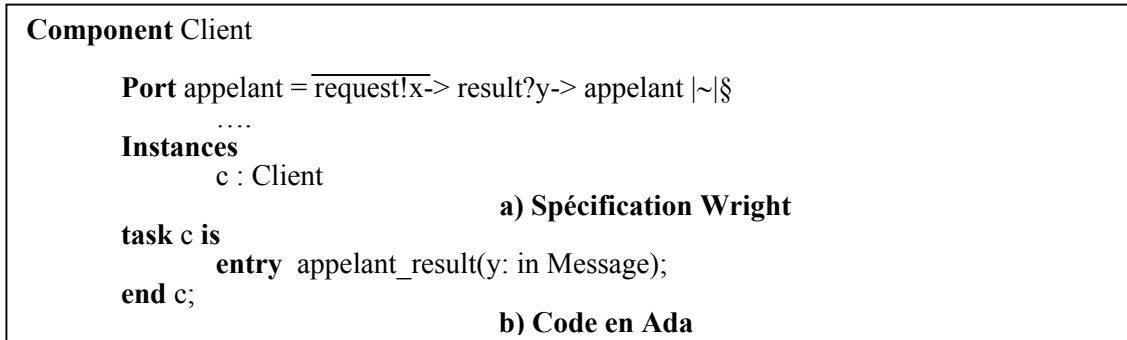 Component Client
Port appelant = request!x-> result?y-> appelant |~|§
….
Instances
c : Client
a) Spécification Wright
task c is
entry appelant_result(y: in Message);
end c;
b) Code en Ada